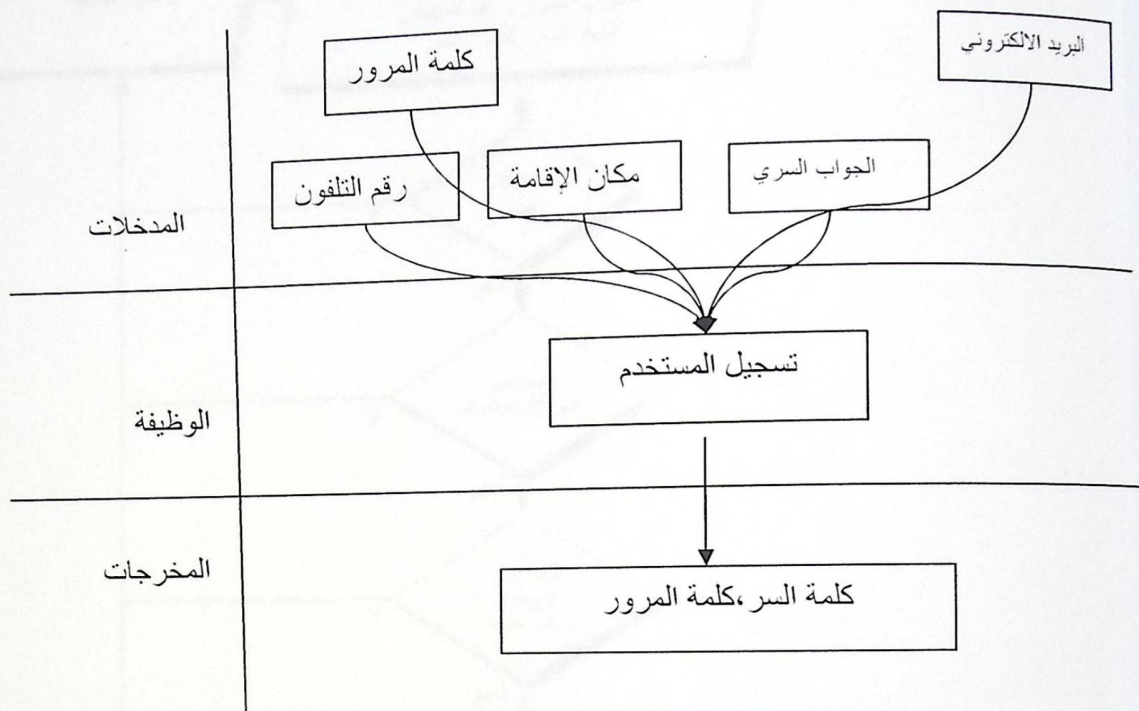 البريد الالكتروني
كلمة المرور
الجواب السري
مكان الإقامة
رقم التلفون
المدخلات
تسجيل المستخدم
الوظيفة
المخرجات
كلمة السر ،كلمة المرور